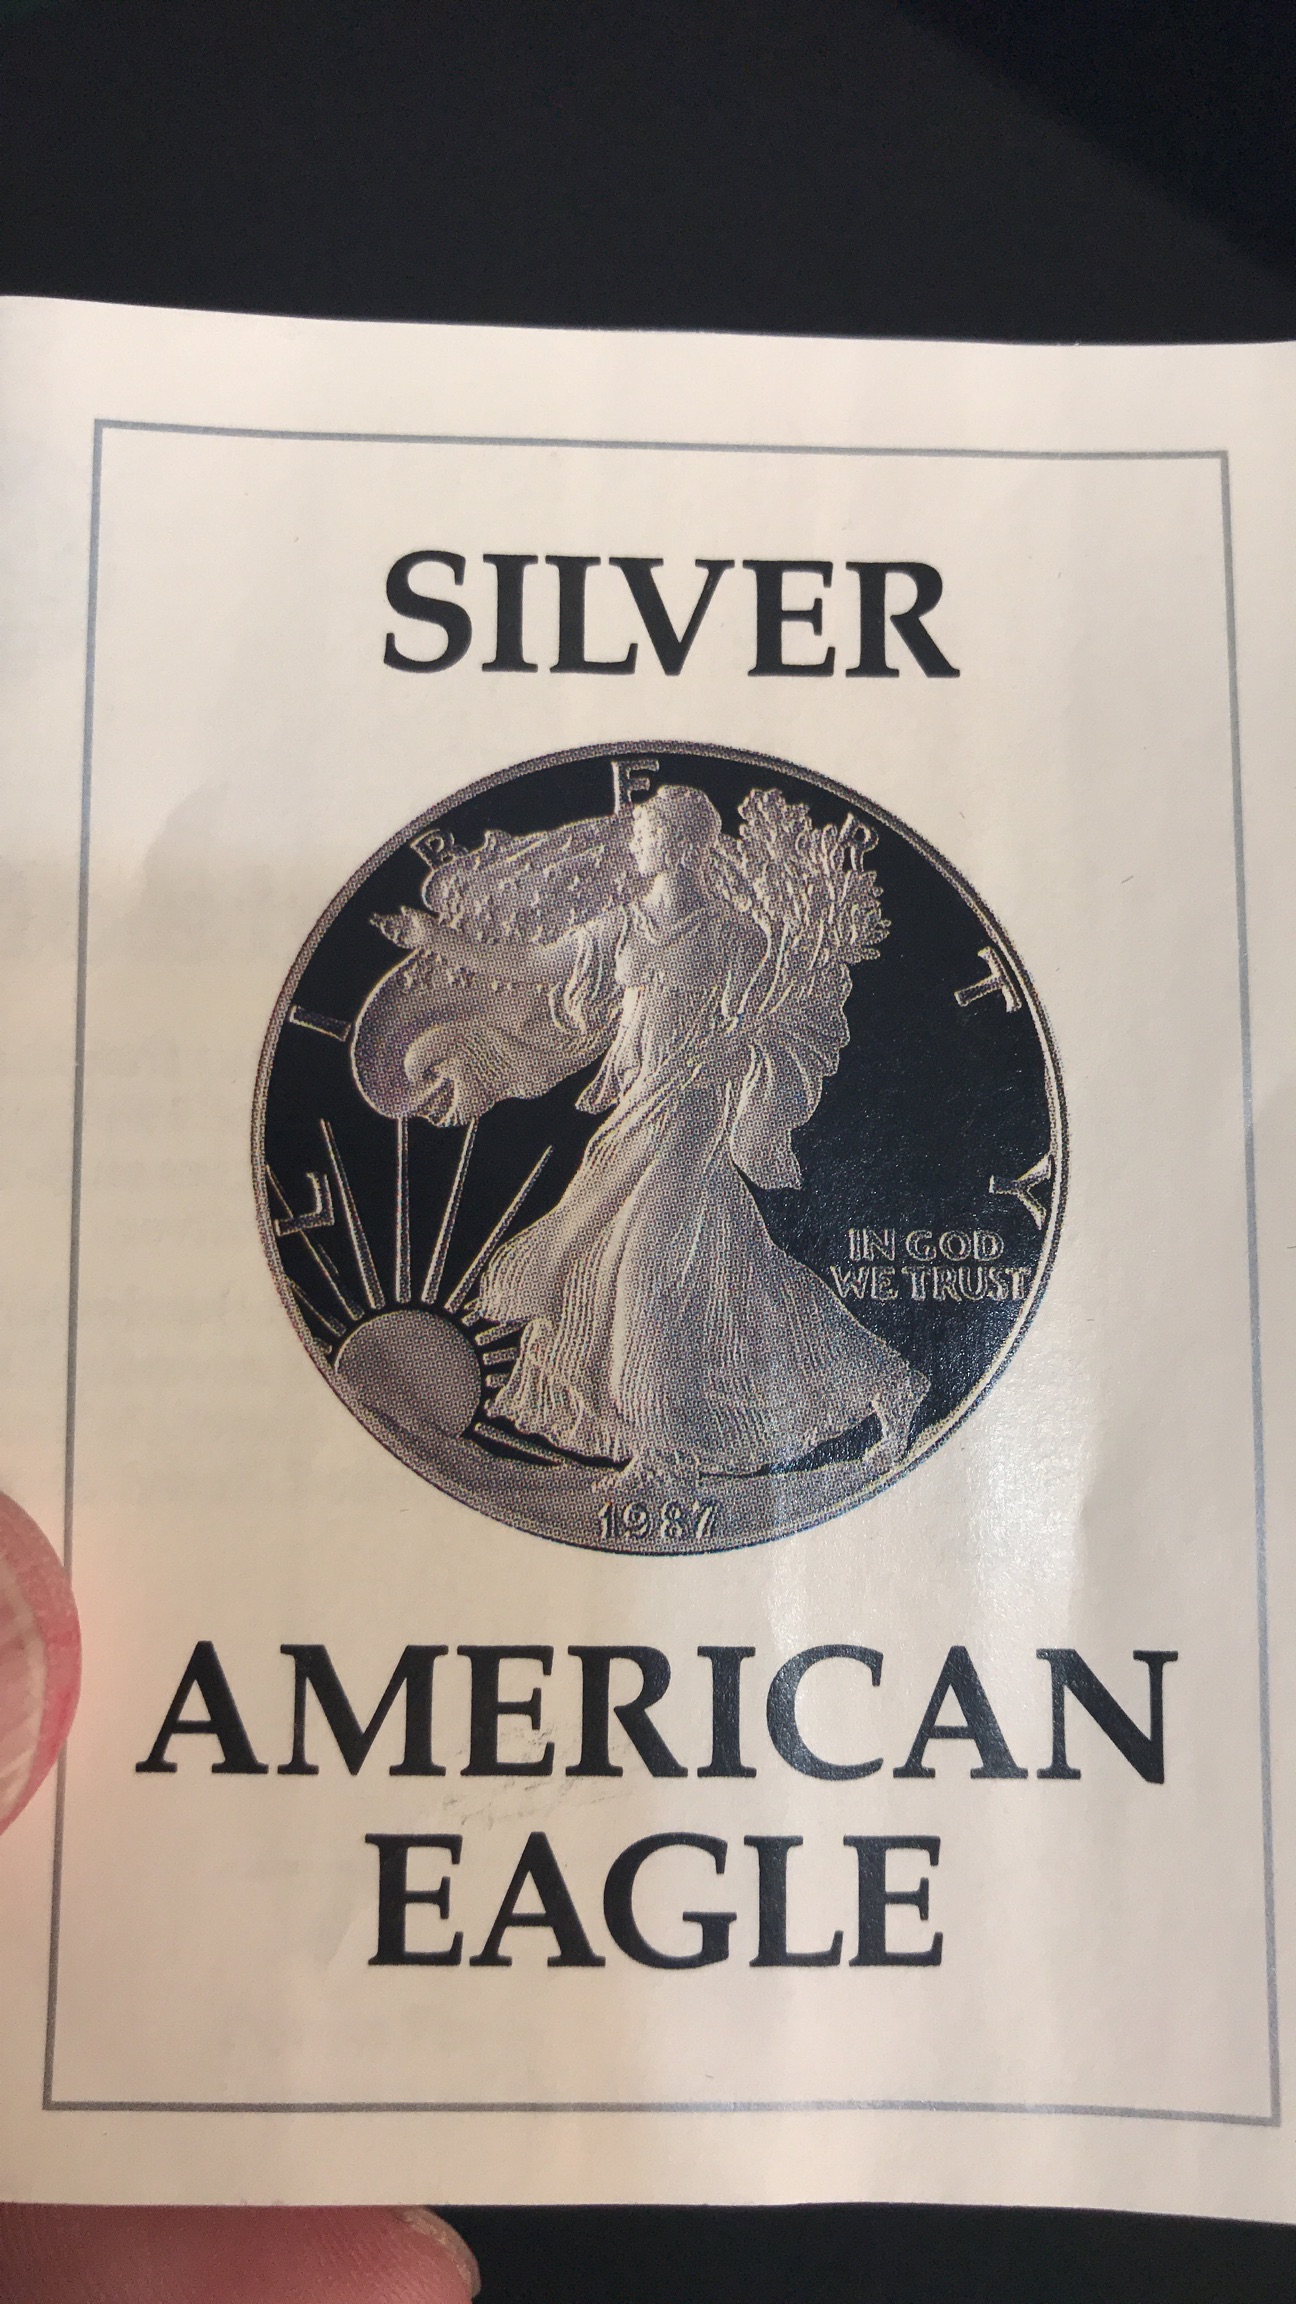 SILVER
LIBERTY
IN GOD
WE TRUST
1987
AMERICAN
EAGLE